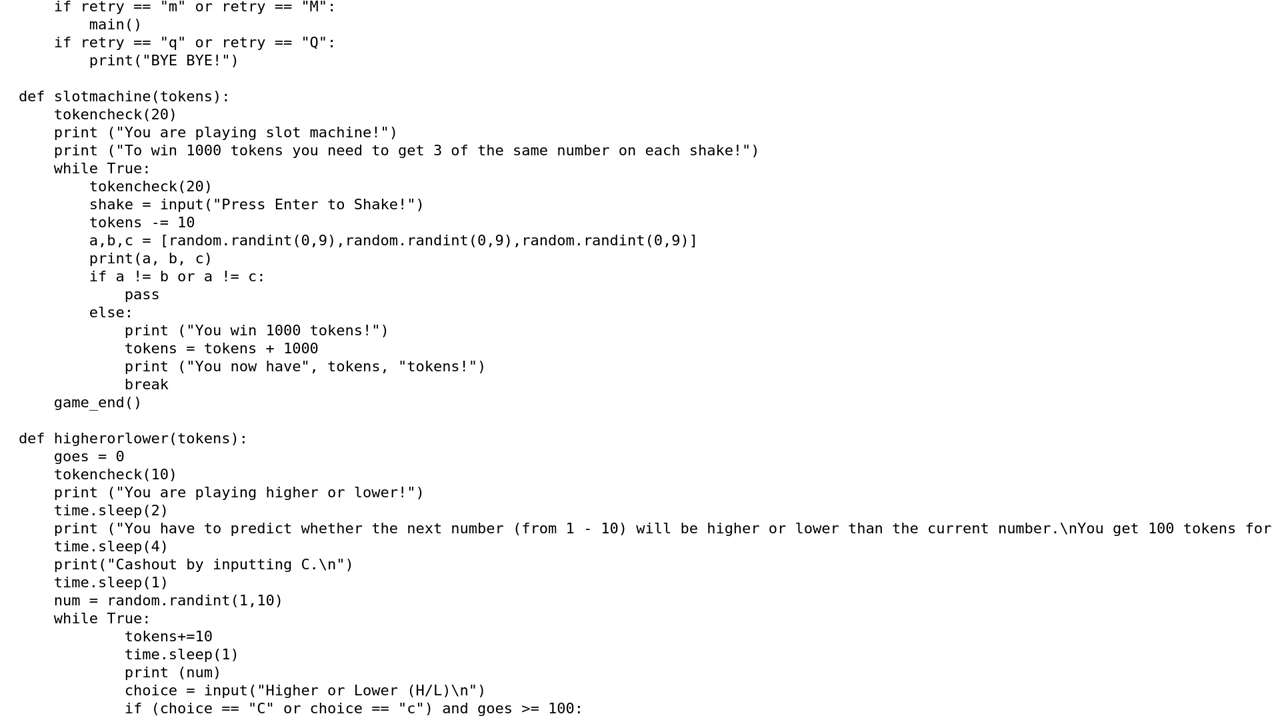 if retry == "m" or retry == "M":
main()
if retry == "q" or retry == "Q":
print("BYE BYE!")
def slotmachine(tokens):
tokencheck(20)
print ("You are playing slot machine!")
print ("To win 1000 tokens you need to get 3 of the same number on each shake!")
while True:
tokencheck(20)
shake = input("Press Enter to Shake!")
tokens -= 10
a,b,c = [random.randint(0,9),random.randint(0,9),random.randint(0,9)]
print(a, b, c)
if a != b or a != c:
pass
else:
print ("You win 1000 tokens!")
tokens = tokens + 1000
print ("You now have", tokens, "tokens!")
break
game_end()
def higherorlower(tokens):
goes = 0
tokencheck(10)
print ("You are playing higher or lower!")
time.sleep(2)
print ("You have to predict whether the next number (from 1 - 10) will be higher or lower than the current number.\nYou get 100 tokens for
time.sleep(4)
print("Cashout by inputting C.\n")
time.sleep(1)
num = random.randint(1,10)
while True:
tokens+=10
time.sleep(1)
print (num)
choice = input("Higher or Lower (H/L)\n")
if (choice == "C" or choice == "c") and goes >= 100: